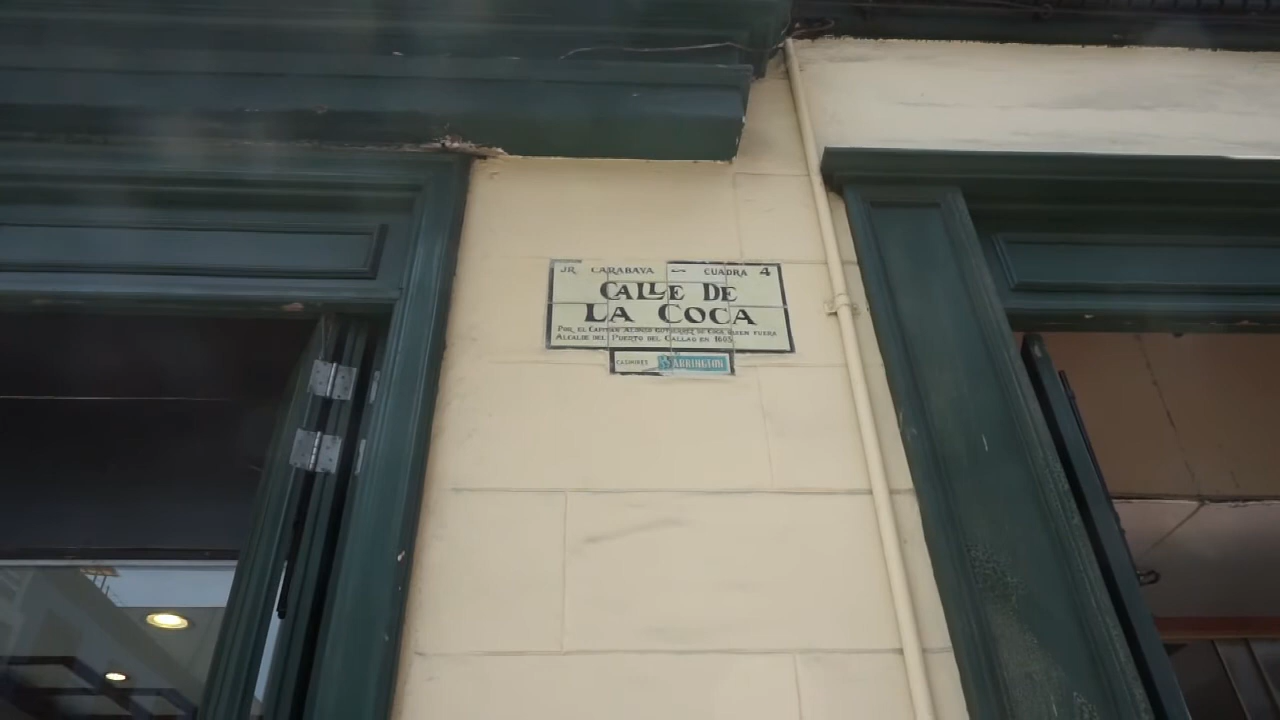 JR CARABAYA — CUADRA 4
CALLE DE
LA COCA
POR EL CAPITAN ALONSO GUTIERREZ DE COCA QUIEN FUERA
ALCALDE DEL PUERTO DEL CALLAO EN 1605
CASIMIRES BARRINGTON